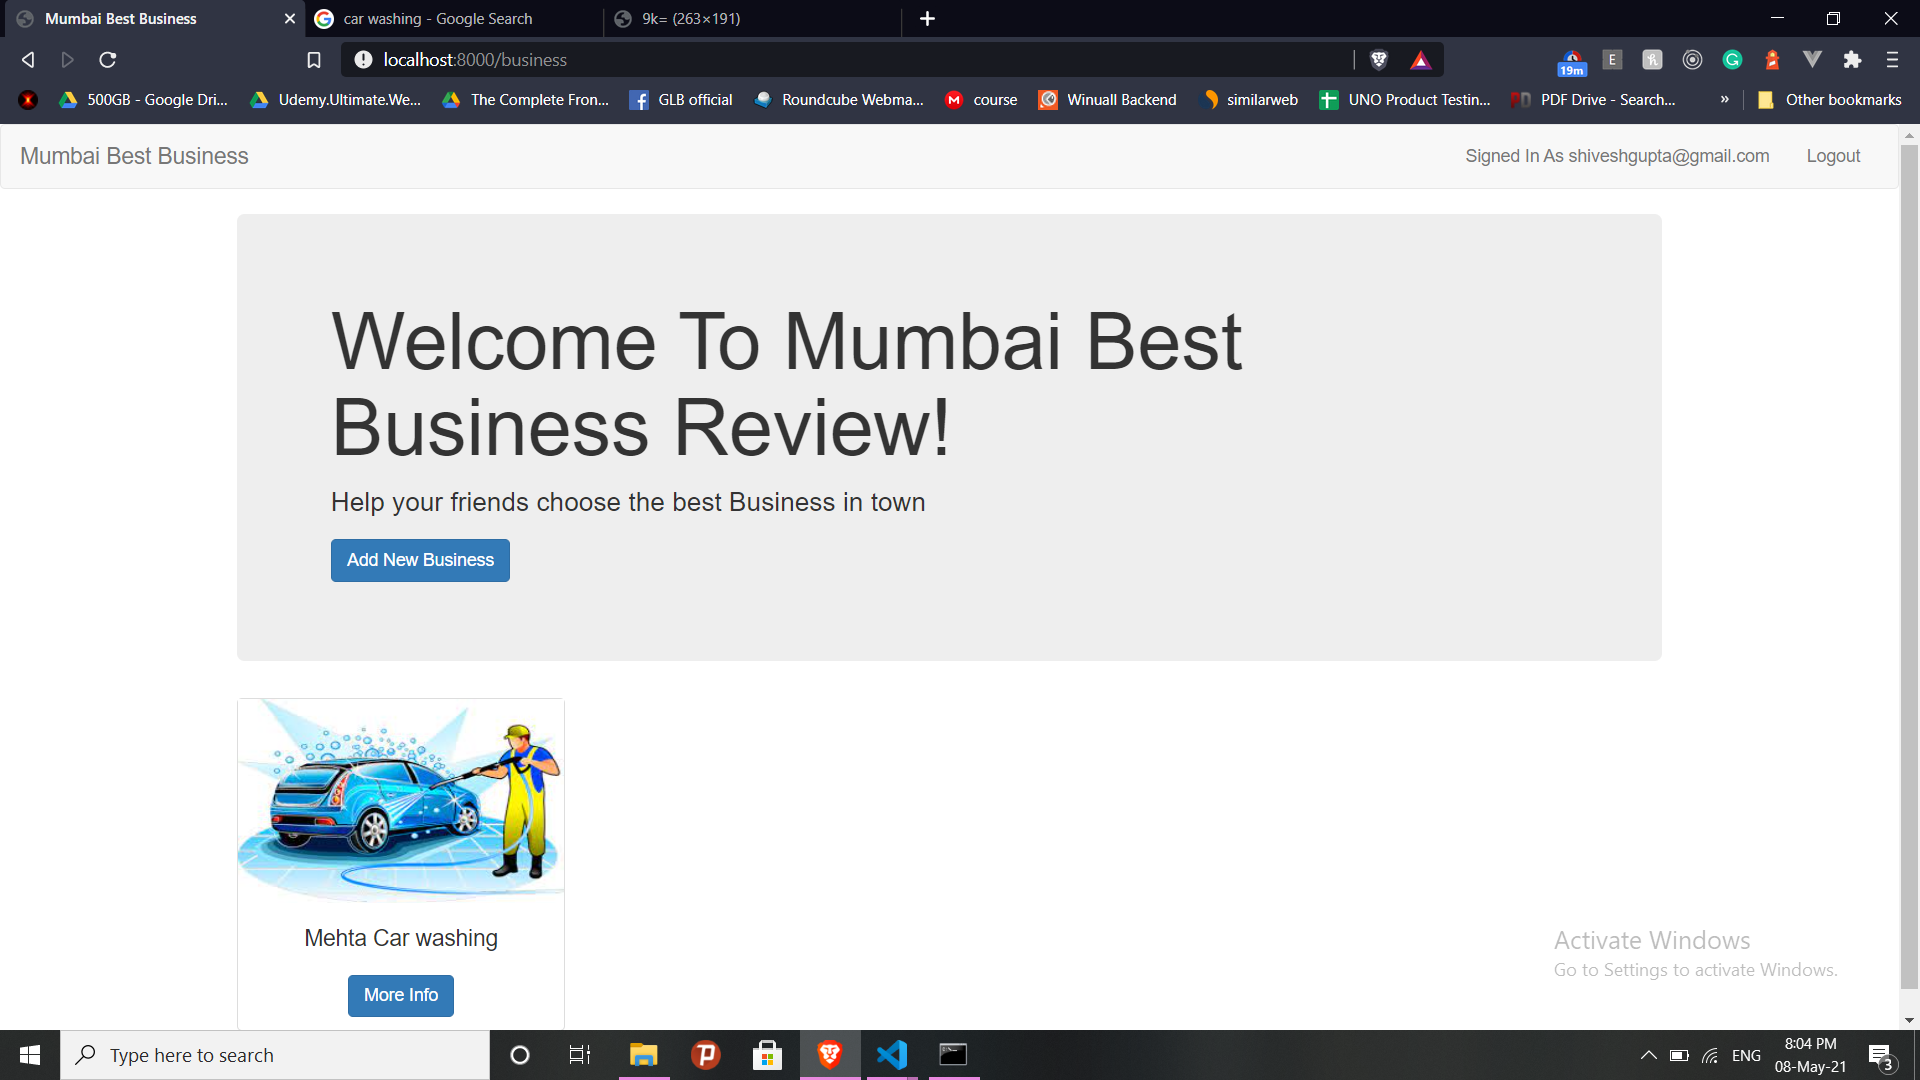 Mumbai Best Business
car washing - Google Search
9k= (263×191)
localhost:8000/business
19m
500GB - Google Dri...
Udemy.Ultimate.We...
The Complete Fron...
GLB official
Roundcube Webma...
course
Winuall Backend
similarweb
UNO Product Testin...
PDF Drive - Search...
»
Other bookmarks
Mumbai Best Business
Signed In As shiveshgupta@gmail.com
Logout
Welcome To Mumbai Best
Business Review!
Help your friends choose the best Business in town
Add New Business
Mehta Car washing
More Info
Activate Windows
Go to Settings to activate Windows.
Type here to search
ENG
8:04 PM
08-May-21
3